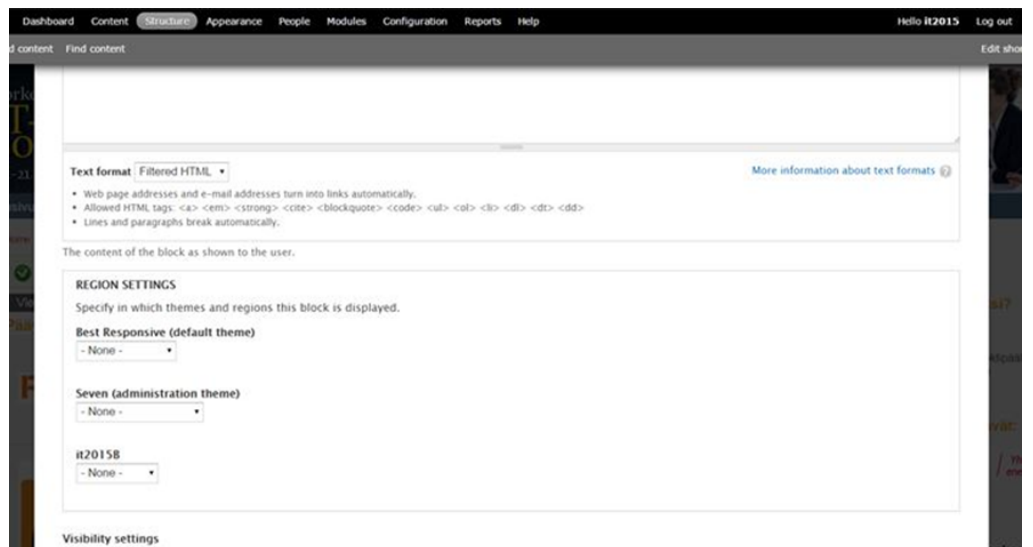 Dashboard Content Structure Appearance People Modules Configuration Reports Help Hello it2015 Log out
d content Find content Edit shor
Text format Filtered HTML More information about text formats
Web page addresses and e-mail addresses turn into links automatically.
Allowed HTML tags: <a> <em> <strong> <cite> <blockquote> <code> <ul> <ol> <li> <dl> <dt> <dd>
Lines and paragraphs break automatically.
The content of the block as shown to the user.
REGION SETTINGS
Specify in which themes and regions this block is displayed.
Best Responsive (default theme)
- None -
Seven (administration theme)
- None -
it2015B
- None -
Visibility settings